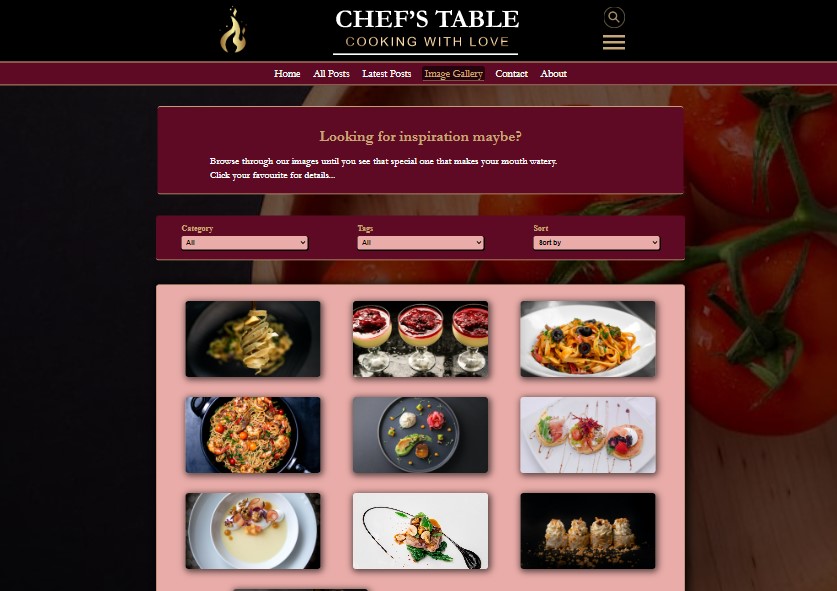 CHEF'S TABLE
COOKING WITH LOVE
Home All Posts Latest Posts Image Gallery Contact About
Looking for inspiration maybe?
Browse through our images until you see that special one that makes your mouth watery.
Click your favourite for details...
Category Tags Sort
All All Sort by